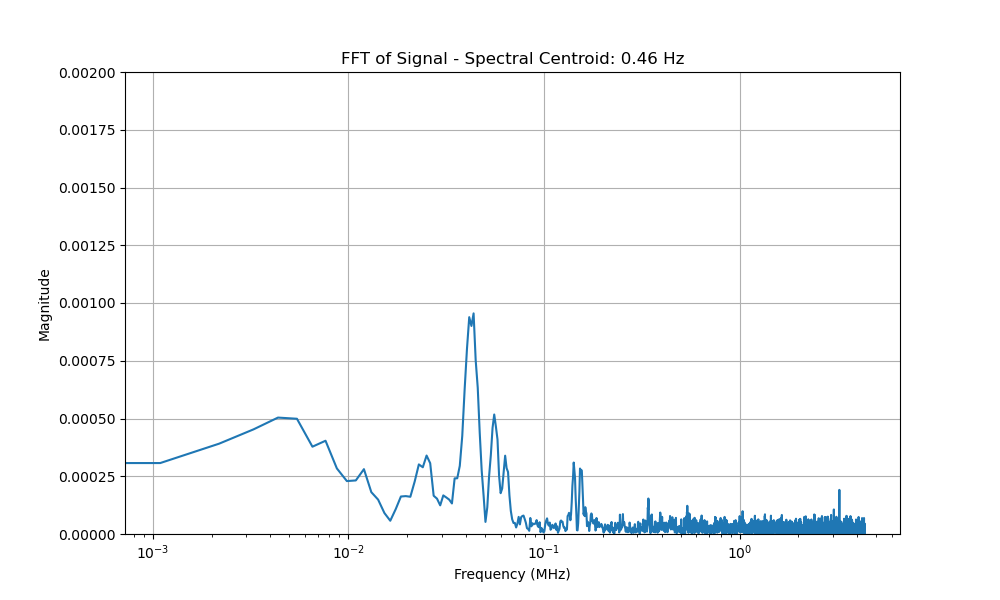 FFT of Signal - Spectral Centroid: 0.46 Hz
0.00200
0.00175
0.00150
0.00125
0.00100
0.00075
0.00050
0.00025
0.00000
Magnitude
10⁻³ 10⁻² 10⁻¹ 10⁰
Frequency (MHz)